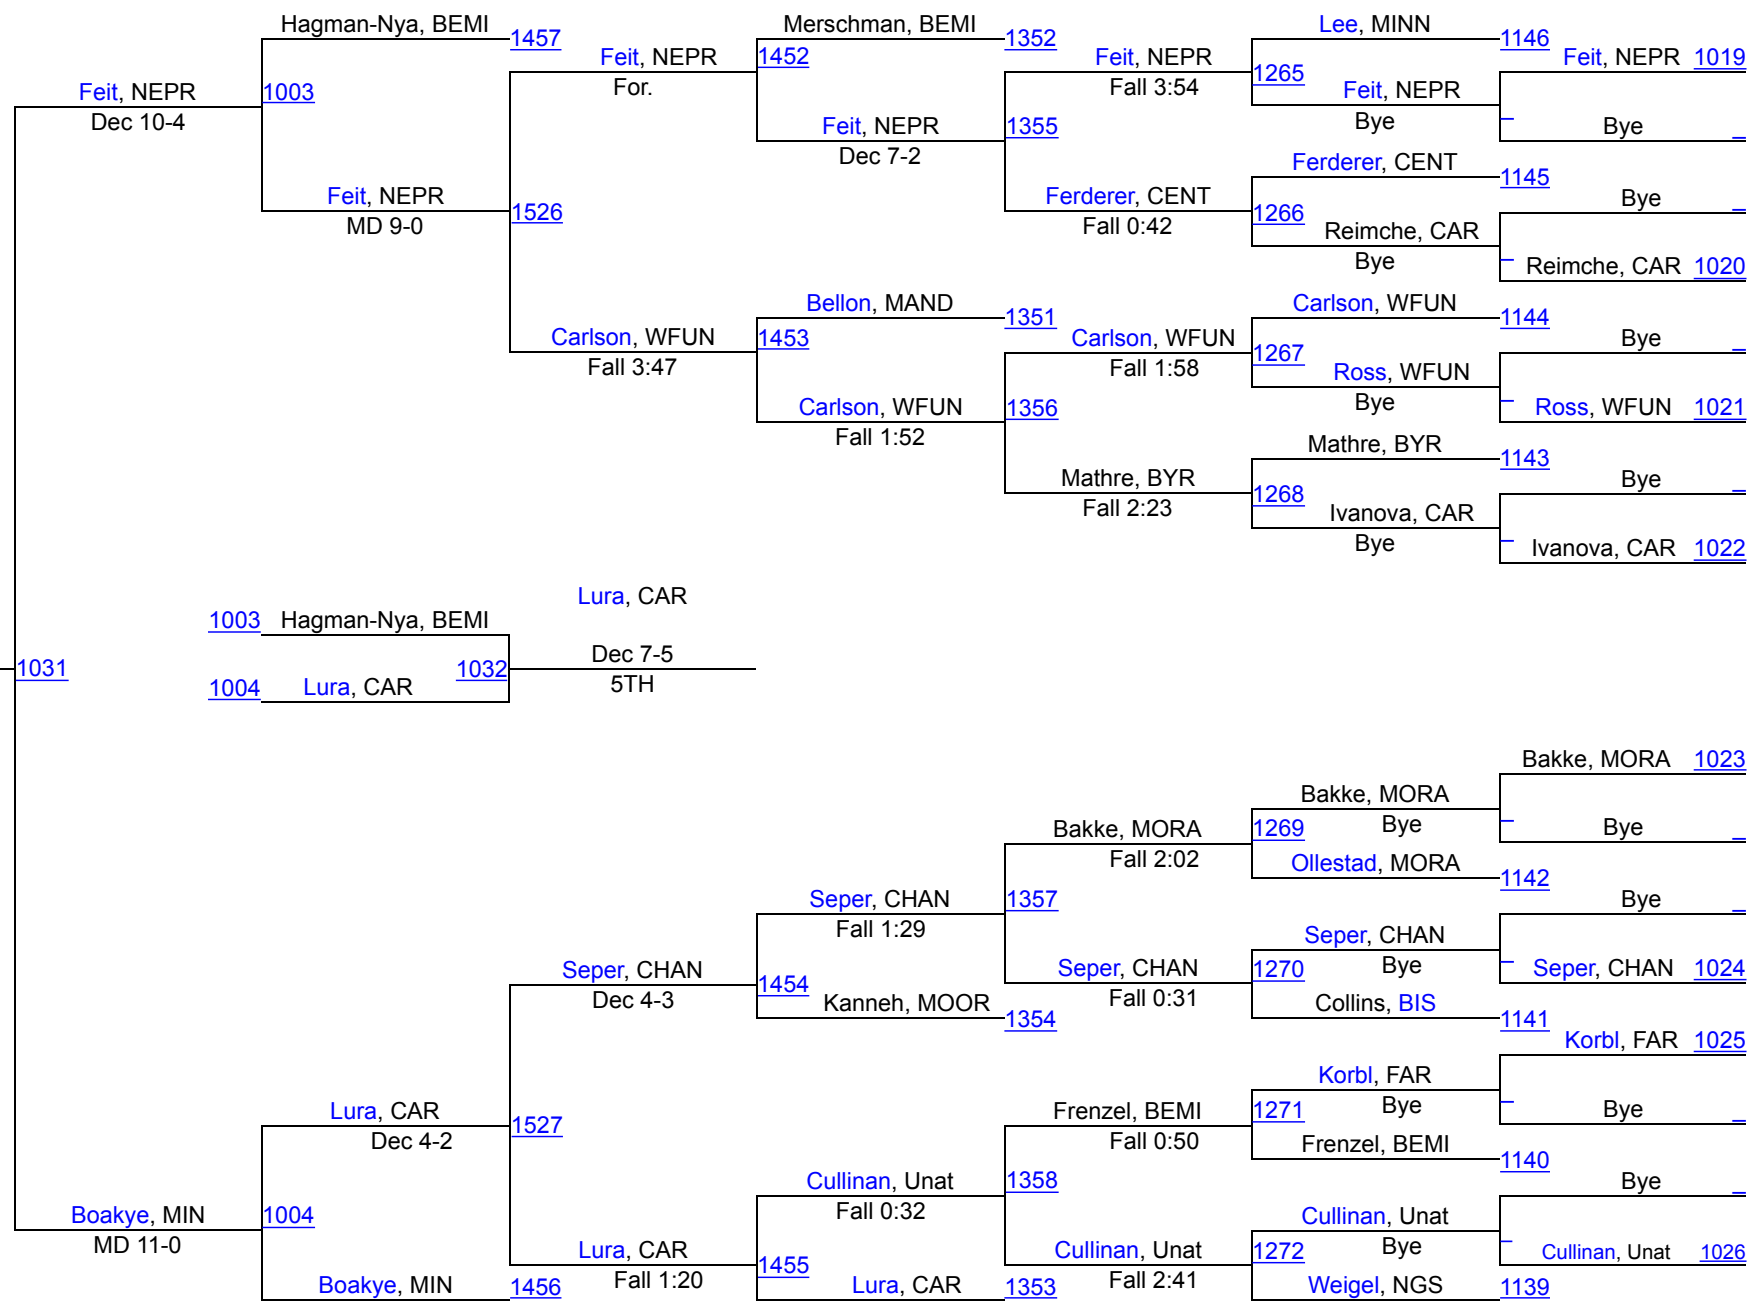 Hagman-Nya, BEMI
1457
Merschman, BEMI
1352
Lee, MINN
1146
Feit, NEPR
For.
1452
Feit, NEPR
Fall 3:54
1265
Feit, NEPR 1019
Feit, NEPR
Dec 10-4
1003
Feit, NEPR
Dec 7-2
1355
Feit, NEPR
Bye
–
Bye
–
Feit, NEPR
MD 9-0
1526
Ferderer, CENT
Fall 0:42
1266
Ferderer, CENT
1145
Reimche, CAR
Bye
–
Bye
–
Reimche, CAR 1020
Carlson, WFUN
Fall 3:47
1453
Bellon, MAND
1351
Carlson, WFUN
Fall 1:58
1267
Carlson, WFUN
1144
Ross, WFUN
Bye
–
Bye
–
Ross, WFUN 1021
Carlson, WFUN
Fall 1:52
1356
Mathre, BYR
Fall 2:23
1268
Mathre, BYR
1143
Ivanova, CAR
Bye
–
Bye
–
Ivanova, CAR 1022
1031
1003 Hagman-Nya, BEMI
1004 Lura, CAR
1032
Lura, CAR
Dec 7-5
5TH
Bakke, MORA 1023
Bakke, MORA
Bye
–
Bye
–
Bakke, MORA
Fall 2:02
1269
Ollestad, MORA
1142
Seper, CHAN
Fall 1:29
1357
Bye
–
Seper, CHAN
Bye
–
Seper, CHAN 1024
Seper, CHAN
Dec 4-3
1454
Seper, CHAN
Fall 0:31
1270
Kanneh, MOOR
1354
Collins, BIS
1141
Korbl, FAR 1025
Korbl, FAR
Bye
–
Bye
–
Lura, CAR
Dec 4-2
1527
Frenzel, BEMI
Fall 0:50
1271
Frenzel, BEMI
1140
Cullinan, Unat
Fall 0:32
1358
Bye
–
Boakye, MIN
MD 11-0
1004
Cullinan, Unat
Bye
–
Cullinan, Unat 1026
Lura, CAR
Fall 1:20
1455
Cullinan, Unat
Fall 2:41
1272
Boakye, MIN
1456
Lura, CAR
1353
Weigel, NGS
1139